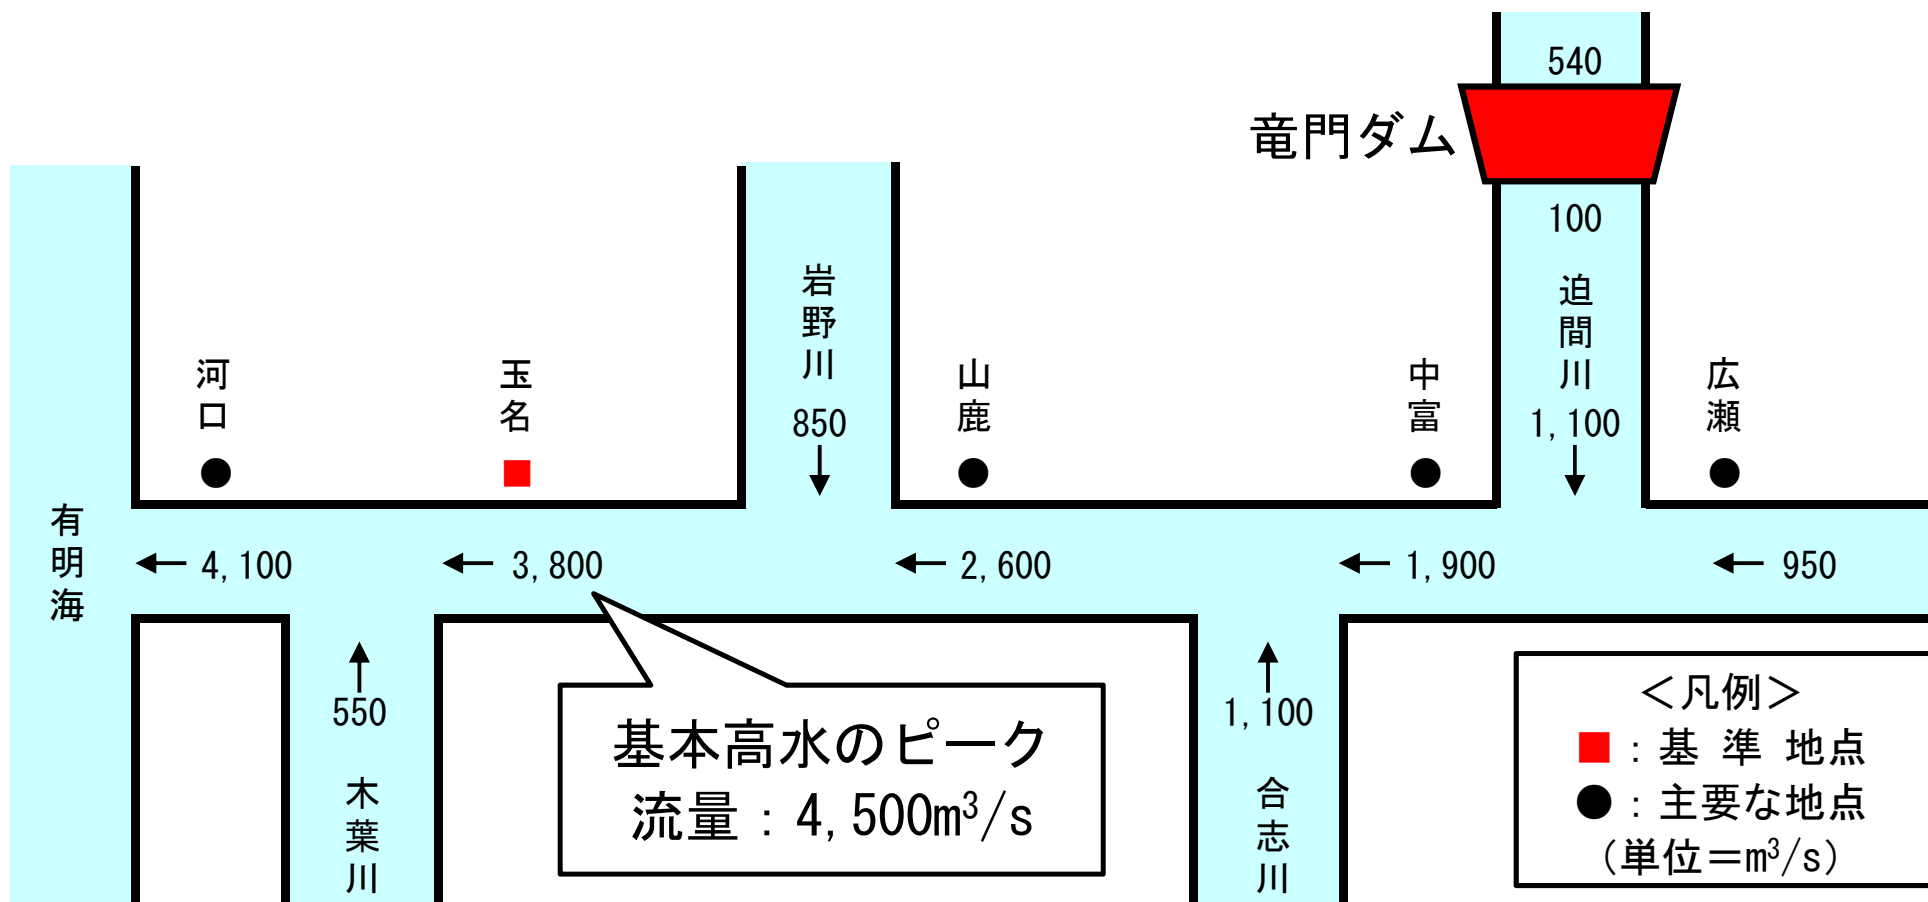 540
竜門ダム
100
岩野川
迫間川
河口
玉名
850
山鹿
中富
1,100
広瀬
有明海
4,100
3,800
2,600
1,900
950
550
木葉川
基本高水のピーク
流量:4,500m³/s
1,100
合志川
<凡例>
■:基 準 地点
●:主要な地点
(単位=m³/s)